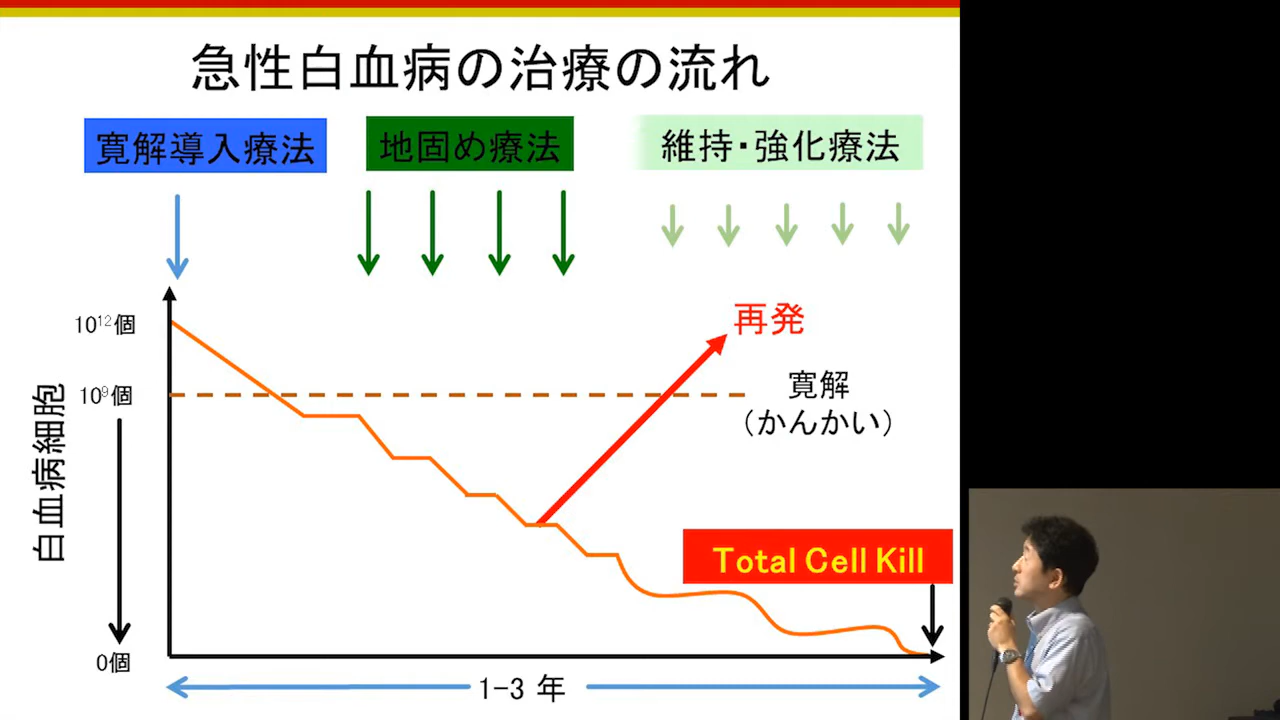 急性白血病の治療の流れ
寛解導入療法
地固め療法
維持・強化療法
10¹²個
再発
10⁹個
寛解
（かんかい）
白血病細胞
Total Cell Kill
0個
1-3 年